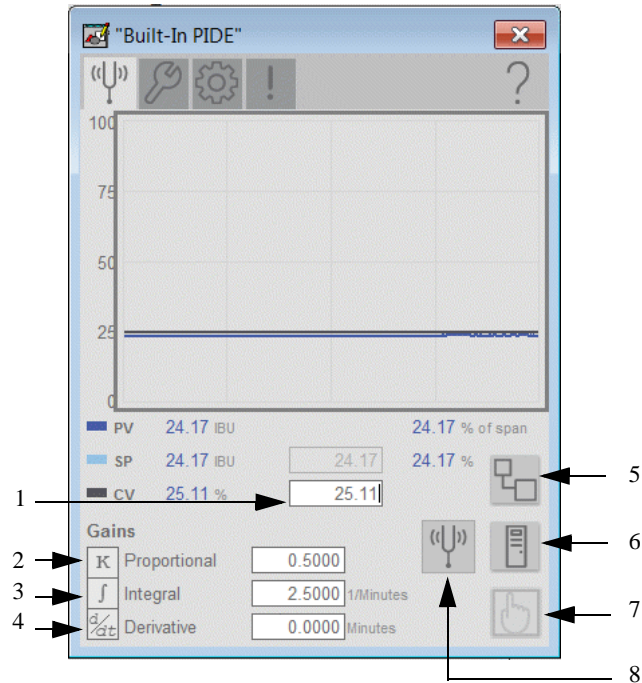 "Built-In PIDE"
100
75
50
25
0
PV 24.17 IBU 24.17 % of span
SP 24.17 IBU 24.17 24.17 %
CV 25.11 % 25.11
Gains
K Proportional 0.5000
∫ Integral 2.5000 1/Minutes
d/dt Derivative 0.0000 Minutes
1
2
3
4
5
6
7
8